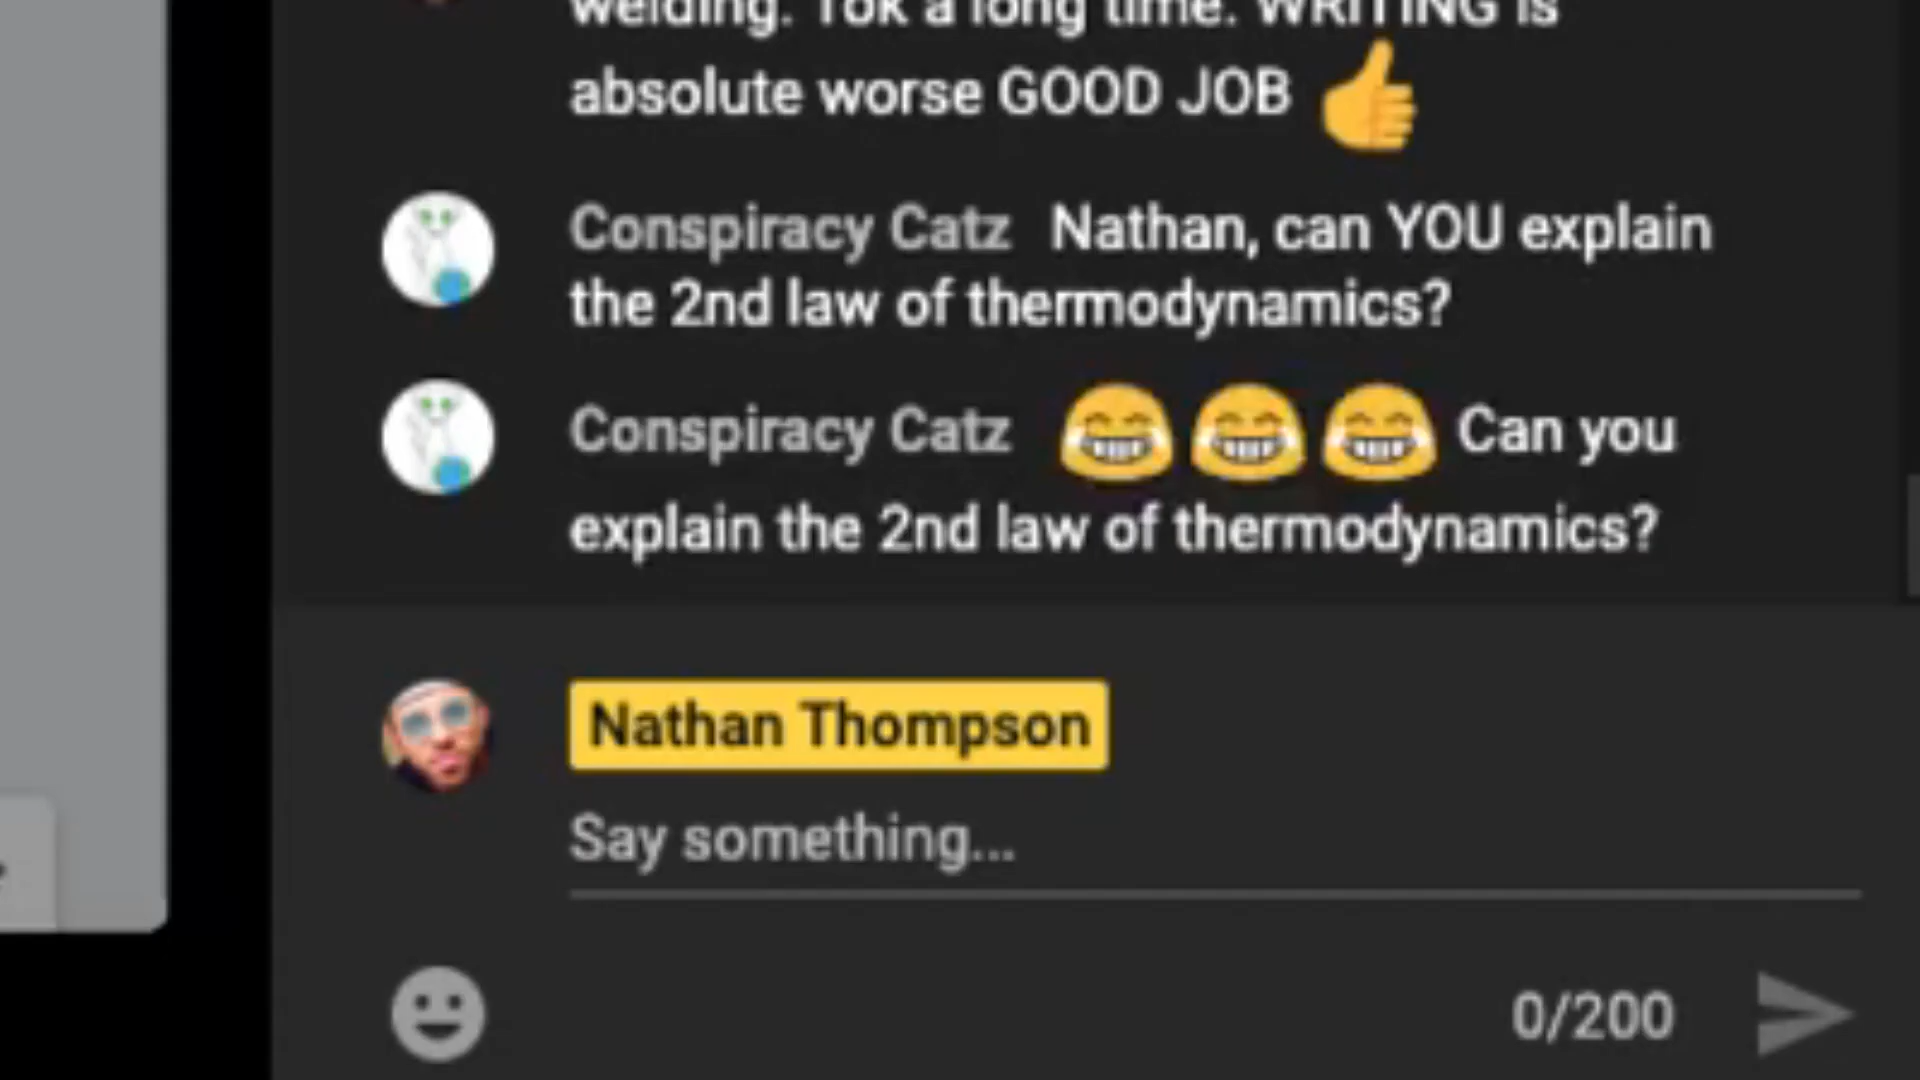 welding. Tok a long time. WRITING is
absolute worse GOOD JOB 👍
Conspiracy Catz Nathan, can YOU explain
the 2nd law of thermodynamics?
Conspiracy Catz 😂😂😂 Can you
explain the 2nd law of thermodynamics?
Nathan Thompson
Say something...
0/200